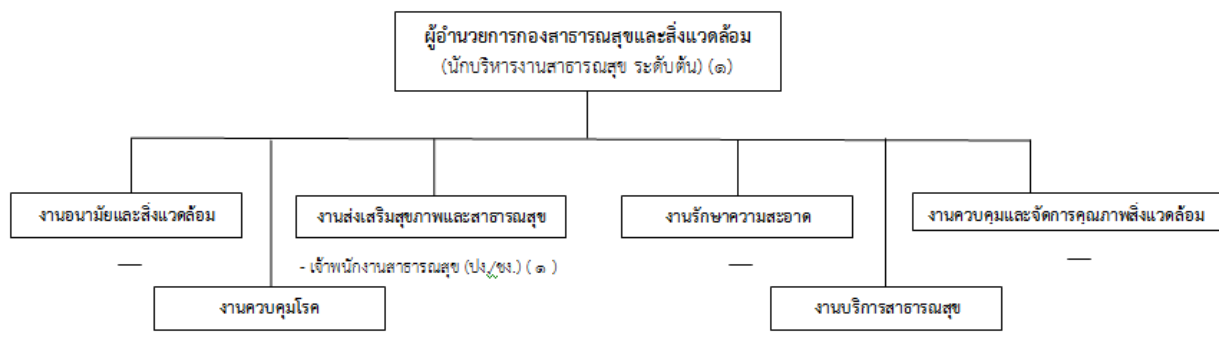 ผู้อำนวยการกองสาธารณสุขและสิ่งแวดล้อม
(นักบริหารงานสาธารณสุข ระดับต้น) (๑)
งานอนามัยและสิ่งแวดล้อม
งานส่งเสริมสุขภาพและสาธารณสุข
งานรักษาความสะอาด
งานควบคุมและจัดการคุณภาพสิ่งแวดล้อม
- เจ้าพนักงานสาธารณสุข (ปง./ชง.) ( ๑ )
งานควบคุมโรค
งานบริการสาธารณสุข